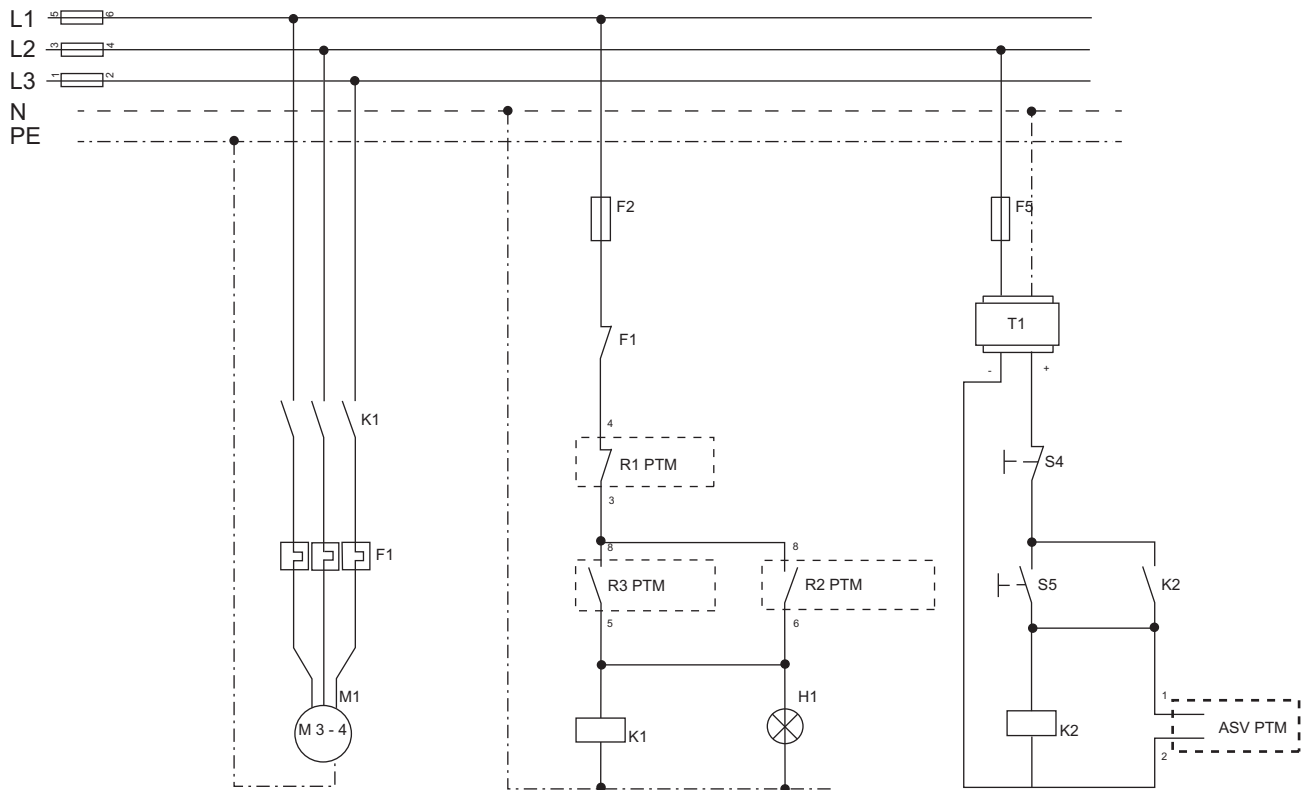 L1 5 6
L2 3 4
L3 1 2
N
PE
F2
F5
T1
F1
- +
K1
4
R1 PTM
S4
3
F1
8 8
R3 PTM
R2 PTM
S5
K2
5 6
M1
H1
1
M 3 - 4
K1
K2
ASV PTM
2